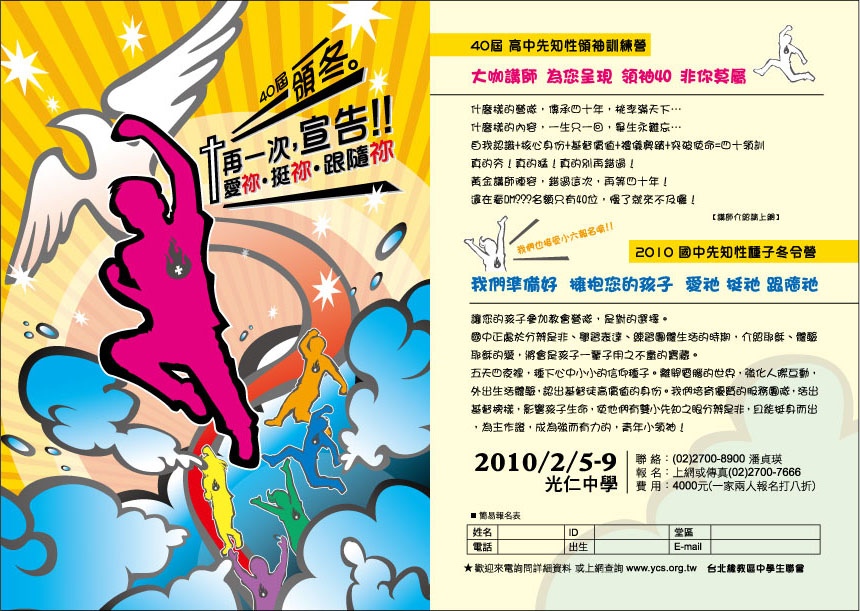 40屆 領冬。
再一次,宣告!!
愛祢・挺祢・跟隨祢
40屆 高中先知性領袖訓練營
大咖講師 為您呈現 領袖40 非你莫屬
什麼樣的營隊,傳承四十年,桃李滿天下…
什麼樣的內容,一生只一回,畢生永難忘…
自我認識+核心身份+基督價值+禮儀興饋+突破使命=四十領訓
真的夯!真的猛!真的別再錯過!
黃金講師陣容,錯過這次,再等四十年!
還在看DM???名額只有40位,慢了就來不及囉!
【講師介紹請上網】
我們也接受小六報名喔!!
2010 國中先知性種子冬令營
我們準備好 擁抱您的孩子 愛祂 挺祂 跟隨祂
讓您的孩子參加教會營隊,是對的選擇。
國中正處於分辨是非、學習表達、練習團體生活的時期,介紹耶穌、體驗
耶穌的愛,將會是孩子一輩子用之不盡的寶藏。
五天四夜裡,種下心中小小的信仰種子。離開冒險的世界,強化人際互動,
外出生活體驗,認出基督徒高價值的身份。我們培育優質的服務團隊,活出
基督榜樣,影響孩子生命,使他們有雙小先知之眼分辨是非,且能挺身而出
,為主作證,成為強而有力的,青年小領袖!
2010/2/5-9
光仁中學
聯 絡:(02)2700-8900 潘貞瑛
報 名:上網或傳真(02)2700-7666
費 用:4000元(一家兩人報名打八折)
■ 簡易報名表
姓名 ID 堂區
電話 出生 E-mail
★歡迎來電詢問詳細資料 或上網查詢 www.ycs.org.tw 台北總教區中學生聯會